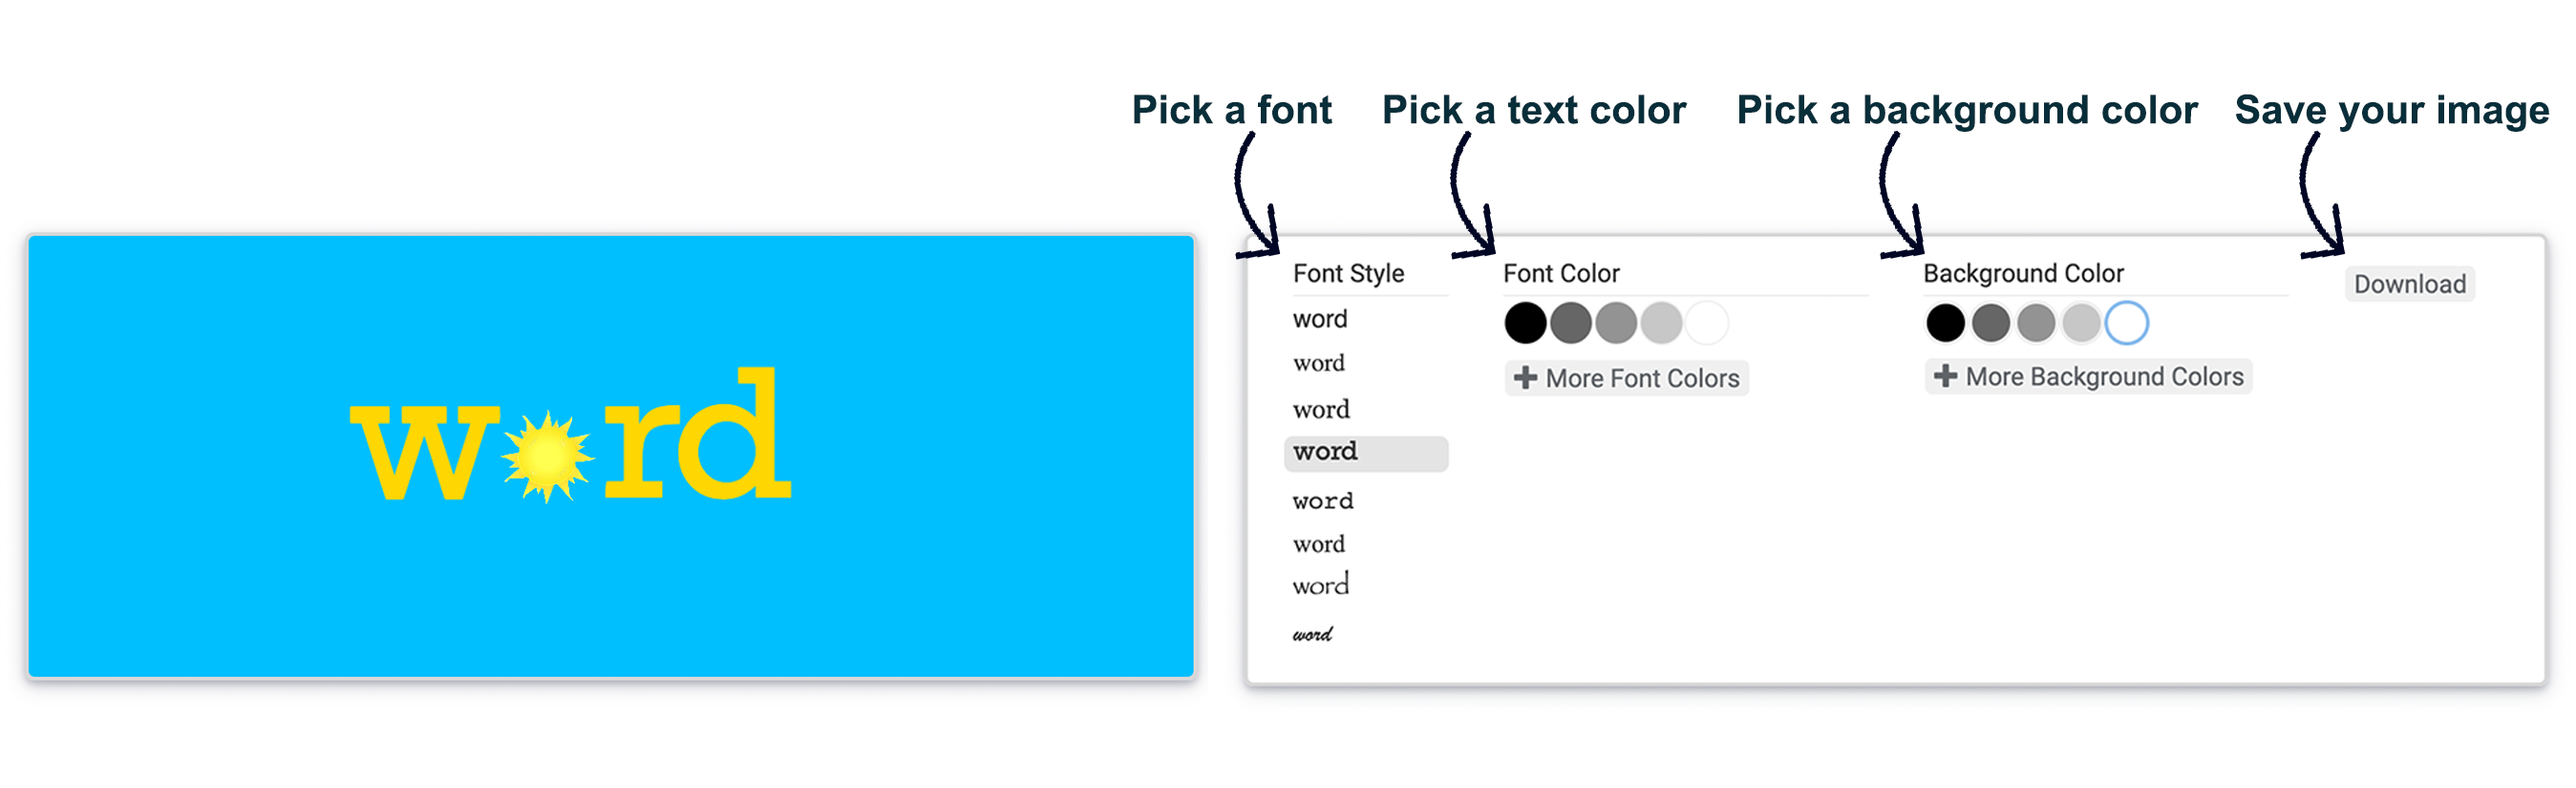 Pick a font
Pick a text color
Pick a background color
Save your image
w rd
Font Style
word
word
word
word
word
word
word
word
Font Color
More Font Colors
Background Color
More Background Colors
Download